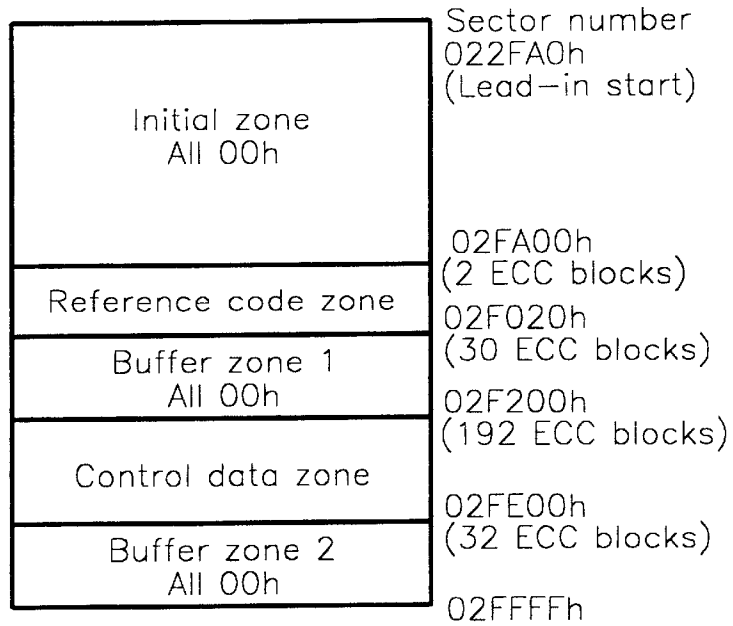 Sector number
022FA0h
(Lead-in start)
Initial zone
All 00h
02FA00h
(2 ECC blocks)
Reference code zone
02F020h
(30 ECC blocks)
Buffer zone 1
All 00h
02F200h
(192 ECC blocks)
Control data zone
02FE00h
(32 ECC blocks)
Buffer zone 2
All 00h
02FFFFh